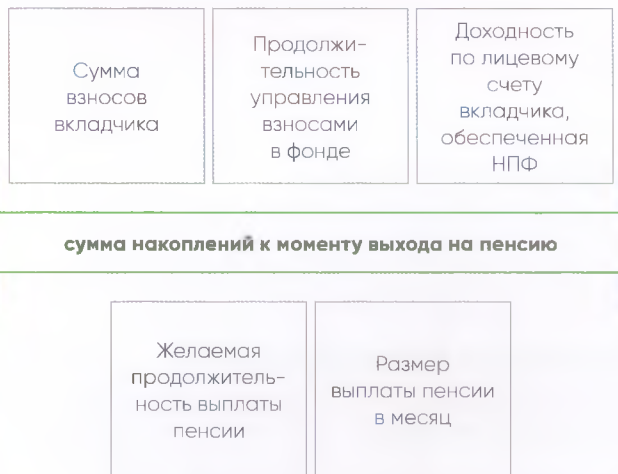 Сумма
взносов
вкладчика
Продолжи-
тельность
управления
взносами
в фонде
Доходность
по лицевому
счету
вкладчика,
обеспеченная
НПФ
сумма накоплений к моменту выхода на пенсию
Желаемая
продолжитель-
ность выплаты
пенсии
Размер
выплаты пенсии
в месяц